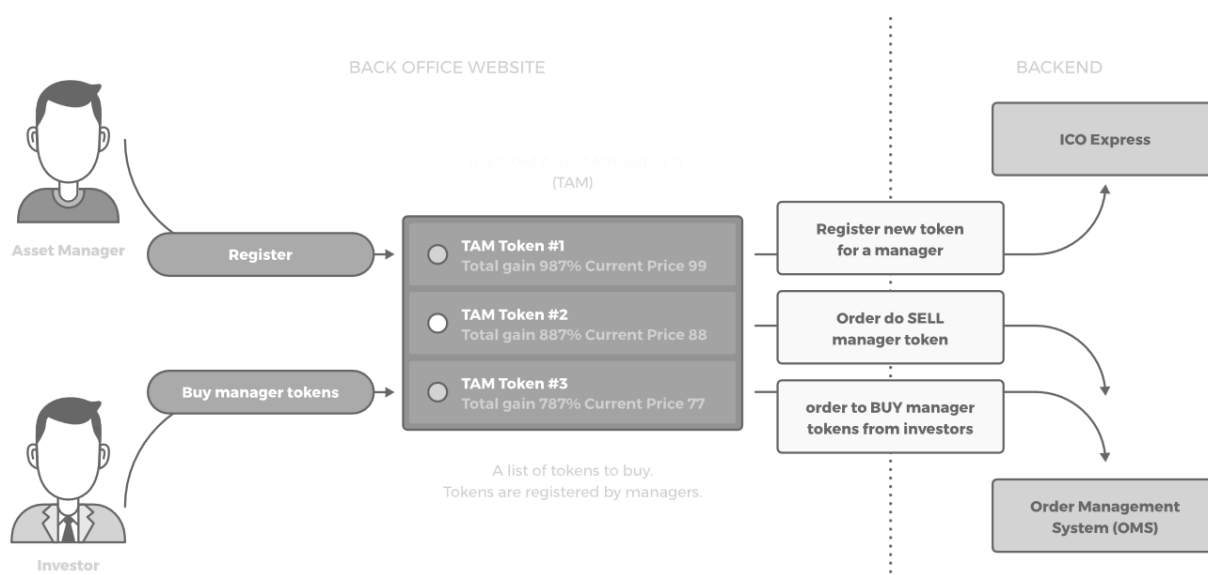 BACK OFFICE WEBSITE
BACKEND
ICO Express
(TAM)
Asset Manager
Register
TAM Token #1
Total gain 987% Current Price 99
Register new token
for a manager
TAM Token #2
Total gain 887% Current Price 88
Order do SELL
manager token
Buy manager tokens
TAM Token #3
Total gain 787% Current Price 77
order to BUY manager
tokens from investors
A list of tokens to buy.
Tokens are registered by managers.
Order Management
System (OMS)
Investor